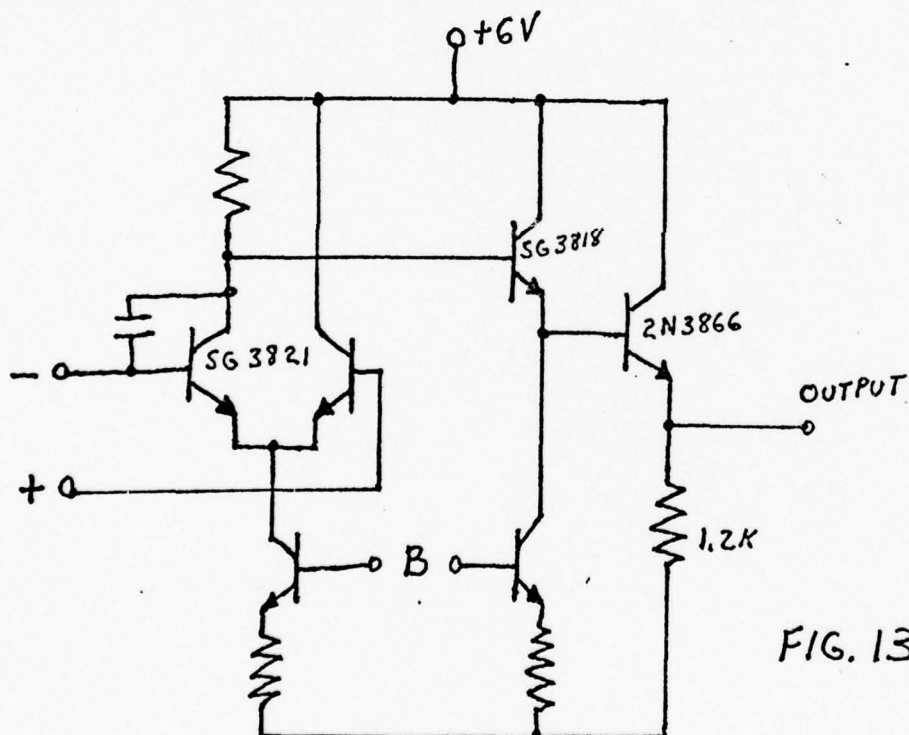 +6V
SG3818
2N3866
SG3821
-
OUTPUT
+
B
1.2K
FIG. 13